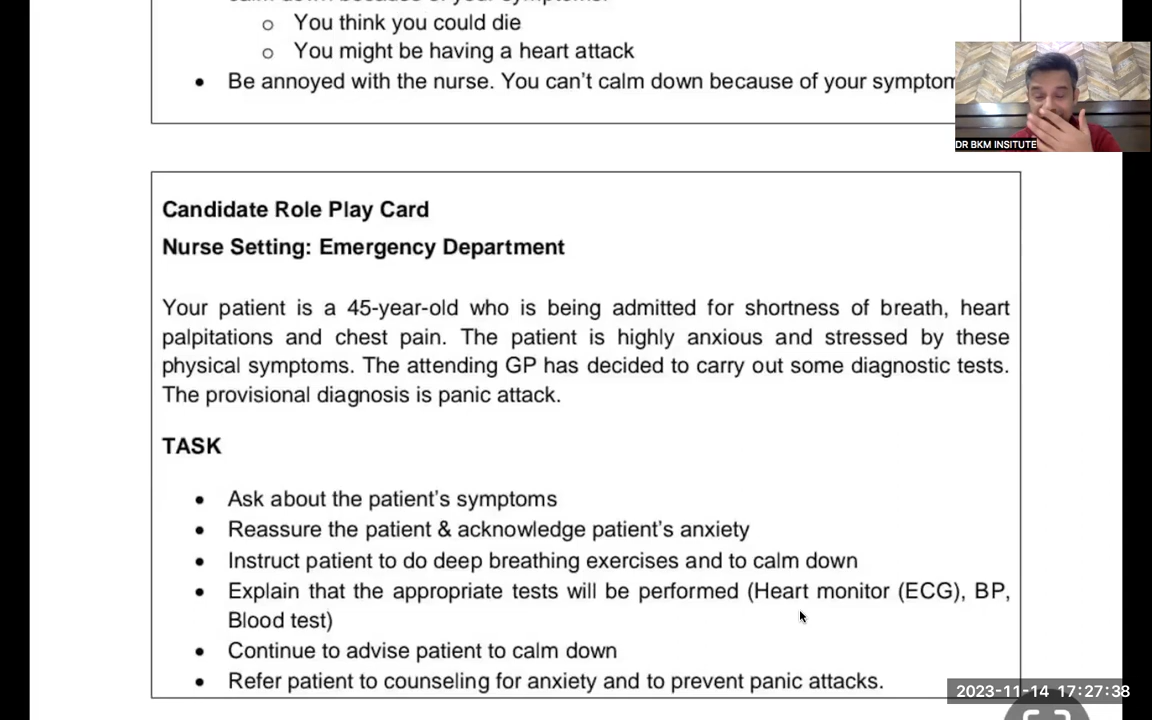 calm down because of your symptoms.
o You think you could die
o You might be having a heart attack
• Be annoyed with the nurse. You can't calm down because of your symptom
DR BKM INSITUTE
Candidate Role Play Card
Nurse Setting: Emergency Department
Your patient is a 45-year-old who is being admitted for shortness of breath, heart
palpitations and chest pain. The patient is highly anxious and stressed by these
physical symptoms. The attending GP has decided to carry out some diagnostic tests.
The provisional diagnosis is panic attack.
TASK
• Ask about the patient's symptoms
• Reassure the patient & acknowledge patient's anxiety
• Instruct patient to do deep breathing exercises and to calm down
• Explain that the appropriate tests will be performed (Heart monitor (ECG), BP,
Blood test)
• Continue to advise patient to calm down
• Refer patient to counseling for anxiety and to prevent panic attacks.
2023-11-14 17:27:38